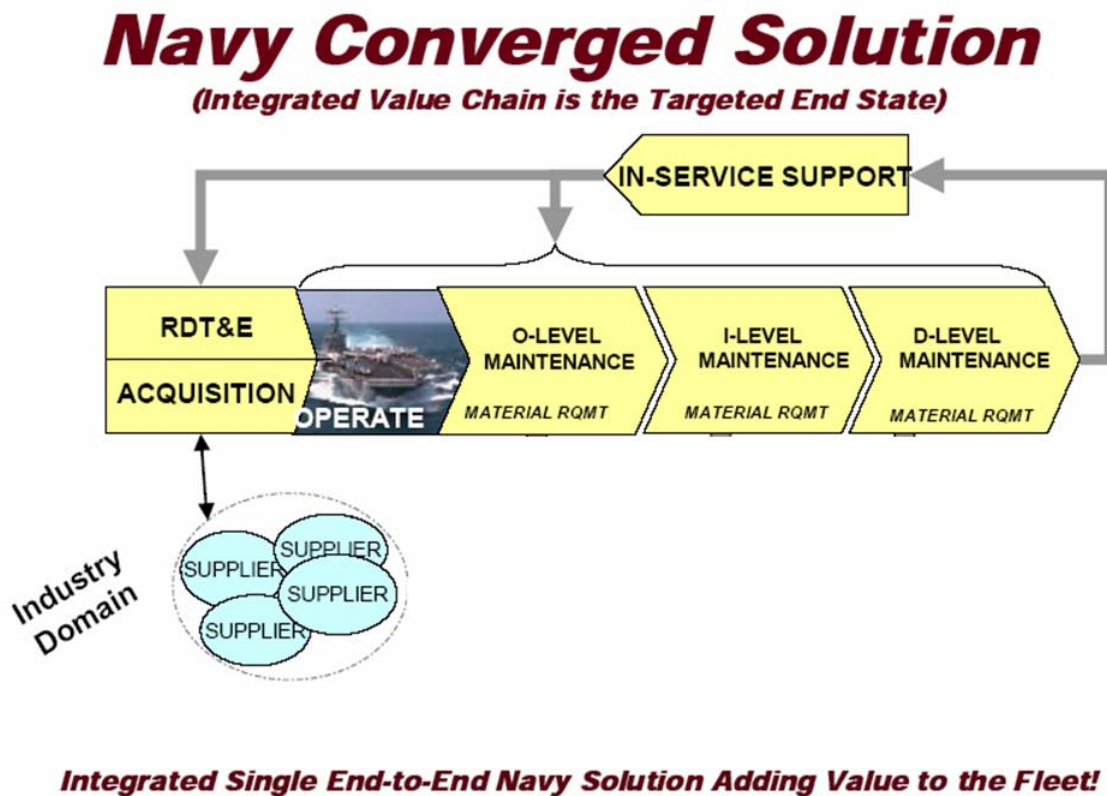 Navy Converged Solution
(Integrated Value Chain is the Targeted End State)
IN-SERVICE SUPPORT
RDT&E
ACQUISITION
OPERATE
O-LEVEL
MAINTENANCE
MATERIAL RQMT
I-LEVEL
MAINTENANCE
MATERIAL RQMT
D-LEVEL
MAINTENANCE
MATERIAL RQMT
Industry
Domain
SUPPLIER
SUPPLIER
SUPPLIER
SUPPLIER
Integrated Single End-to-End Navy Solution Adding Value to the Fleet!